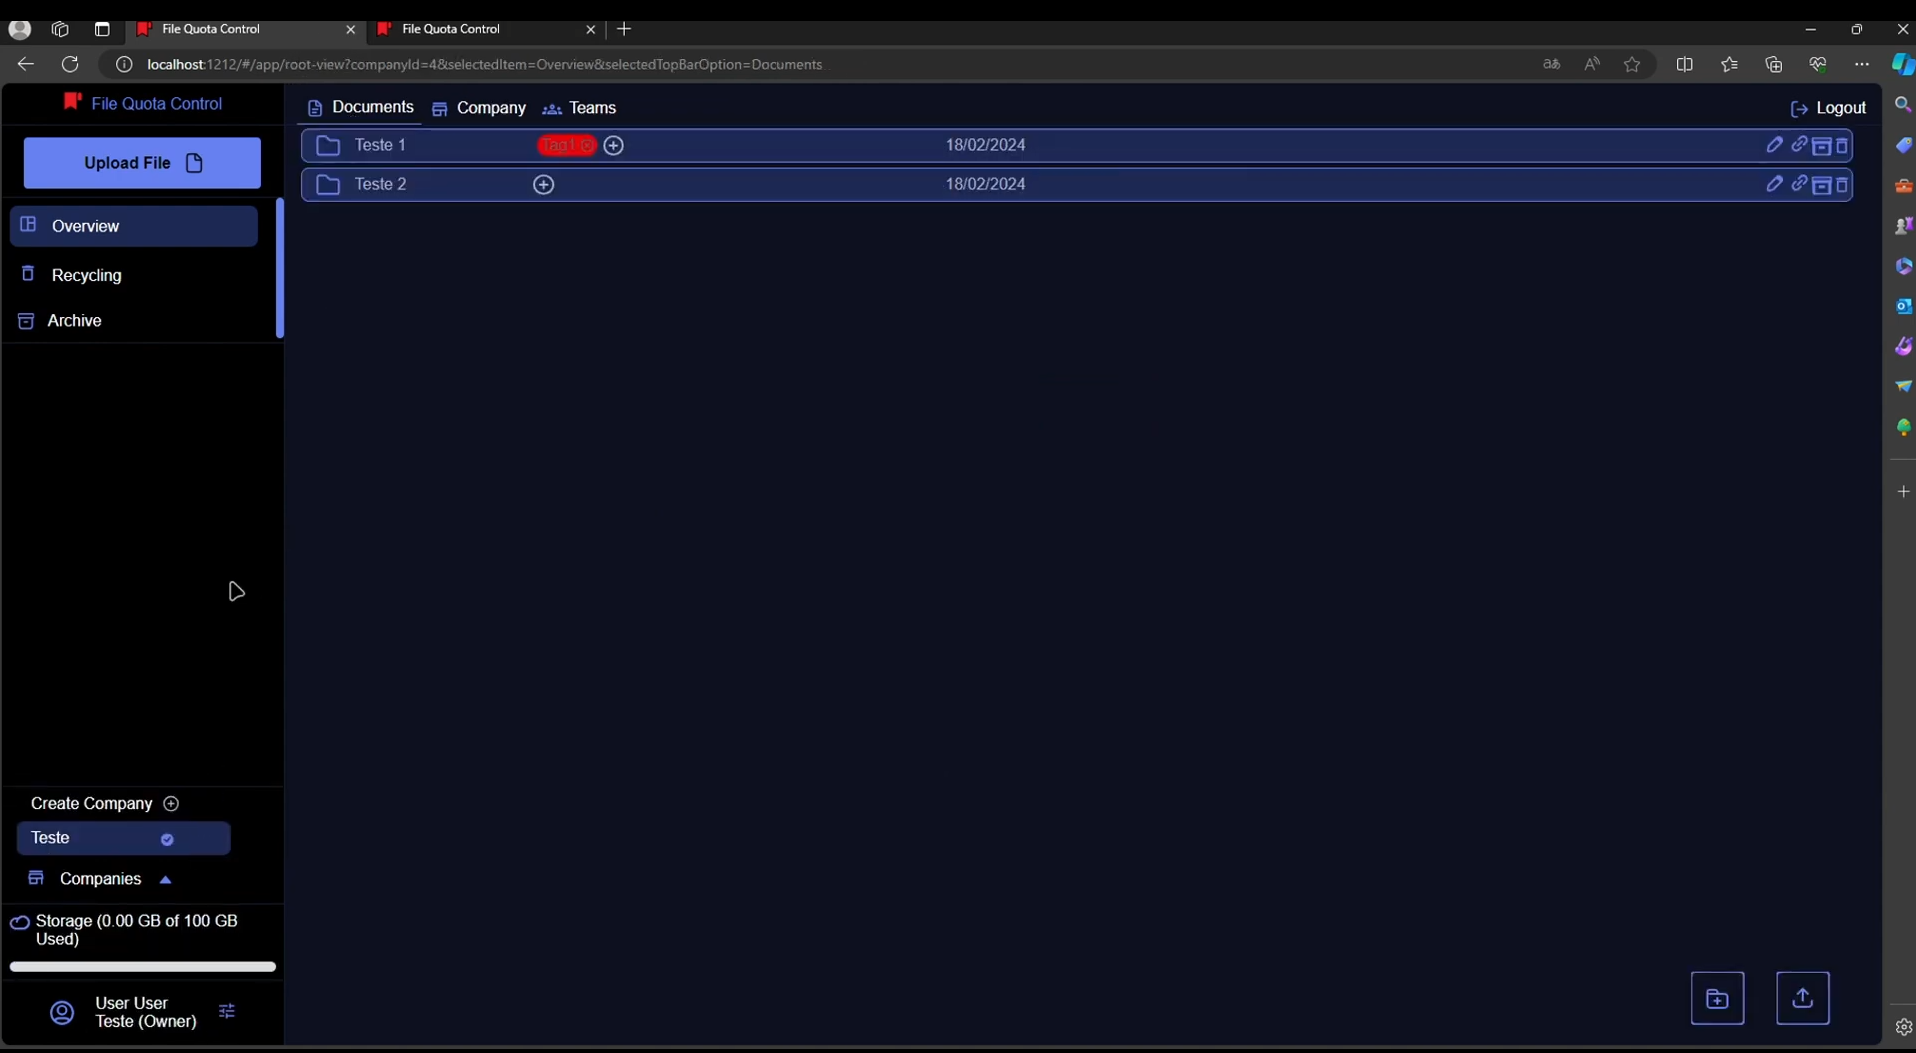 File Quota Control
File Quota Control
localhost:1212/#/app/root-view?companyId=4&selectedItem=Overview&selectedTopBarOption=Documents
File Quota Control
Documents
Company
Teams
Logout
Upload File
Teste 1
Tag1
18/02/2024
Teste 2
18/02/2024
Overview
Recycling
Archive
Create Company
Teste
Companies
Storage (0.00 GB of 100 GB
Used)
User User
Teste (Owner)